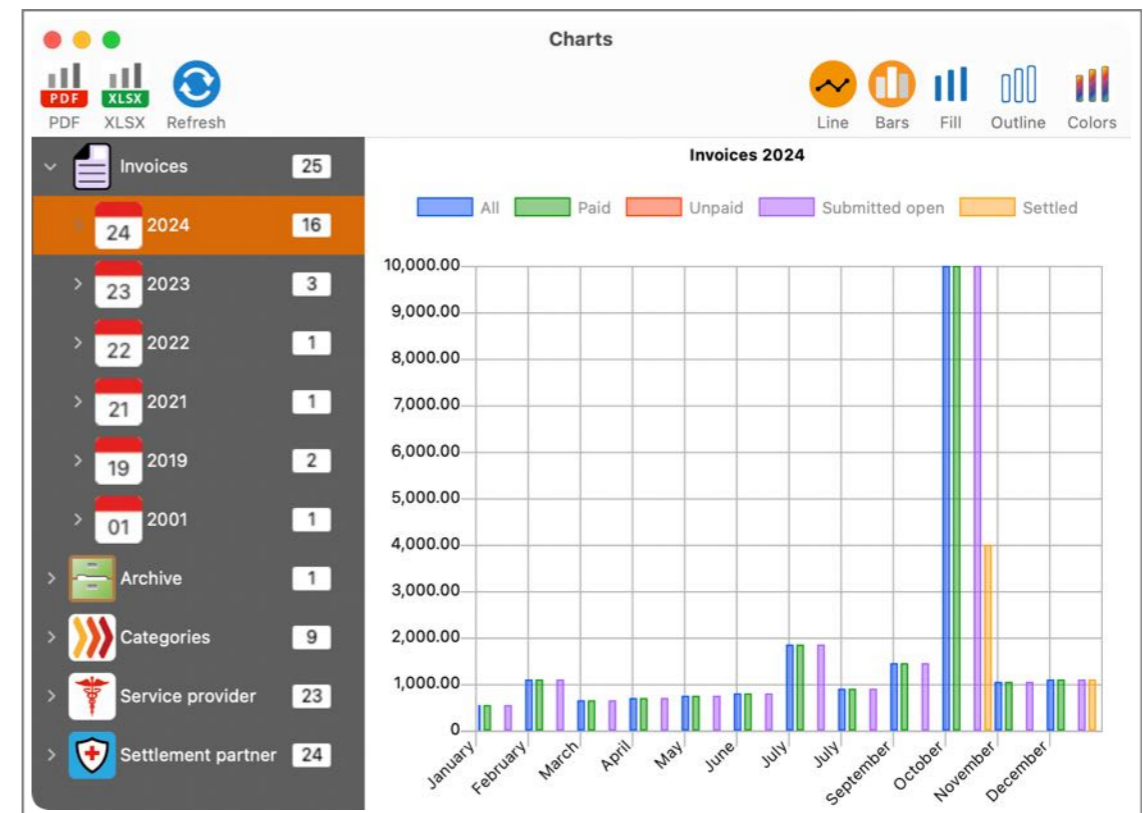 Charts
PDF
XLSX
PDF
XLSX
Refresh
Line
Bars
Fill
Outline
Colors
Invoices
25
24
2024
16
23
2023
3
22
2022
1
21
2021
1
19
2019
2
01
2001
1
Archive
1
Categories
9
Service provider
23
Settlement partner
24
Invoices 2024
All
Paid
Unpaid
Submitted open
Settled
10,000.00
9,000.00
8,000.00
7,000.00
6,000.00
5,000.00
4,000.00
3,000.00
2,000.00
1,000.00
0
January
February
March
April
May
June
July
July
September
October
November
December